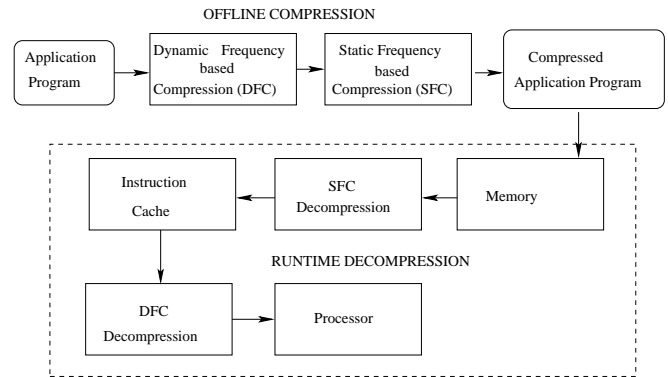 OFFLINE COMPRESSION
Application
Program
Dynamic Frequency
based
Compression (DFC)
Static Frequency
based
Compression (SFC)
Compressed
Application Program
Instruction
Cache
SFC
Decompression
Memory
RUNTIME DECOMPRESSION
DFC
Decompression
Processor